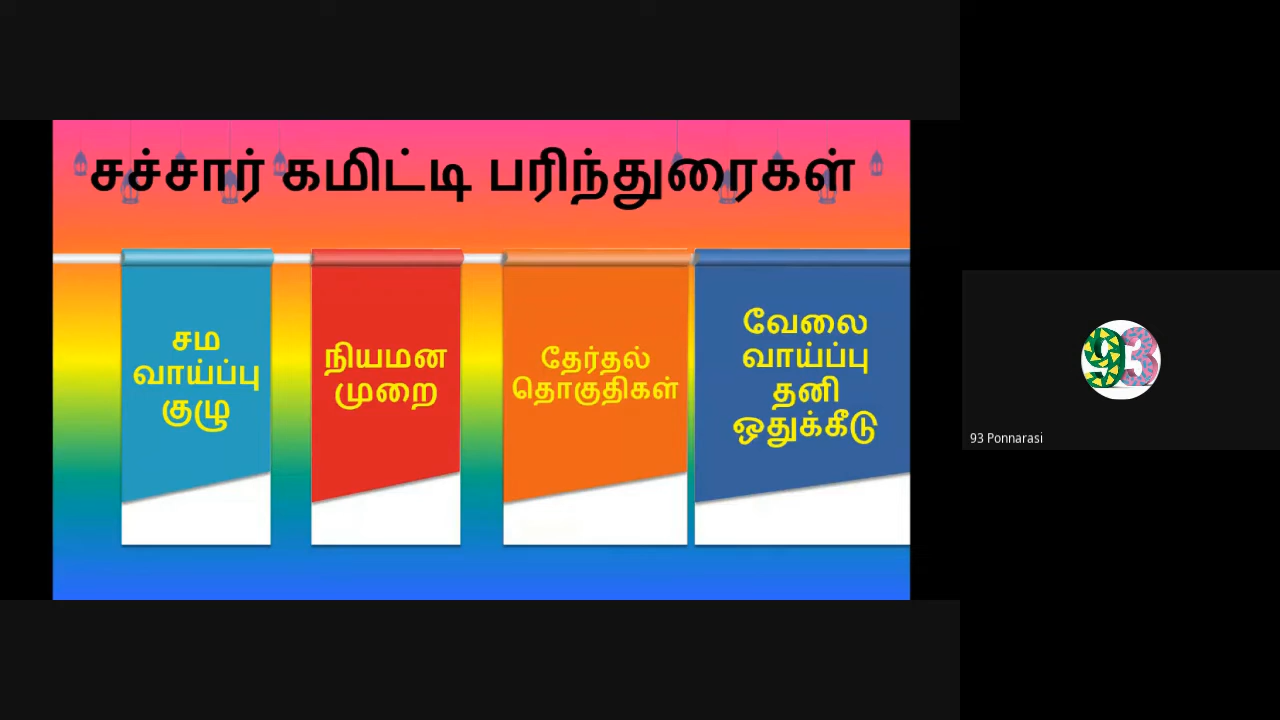 சச்சார் கமிட்டி பரிந்துரைகள்
சம
வாய்ப்பு
குழு
நியமன
முறை
தேர்தல்
தொகுதிகள்
வேலை
வாய்ப்பு
தனி
ஒதுக்கீடு
93
93 Ponnarasi